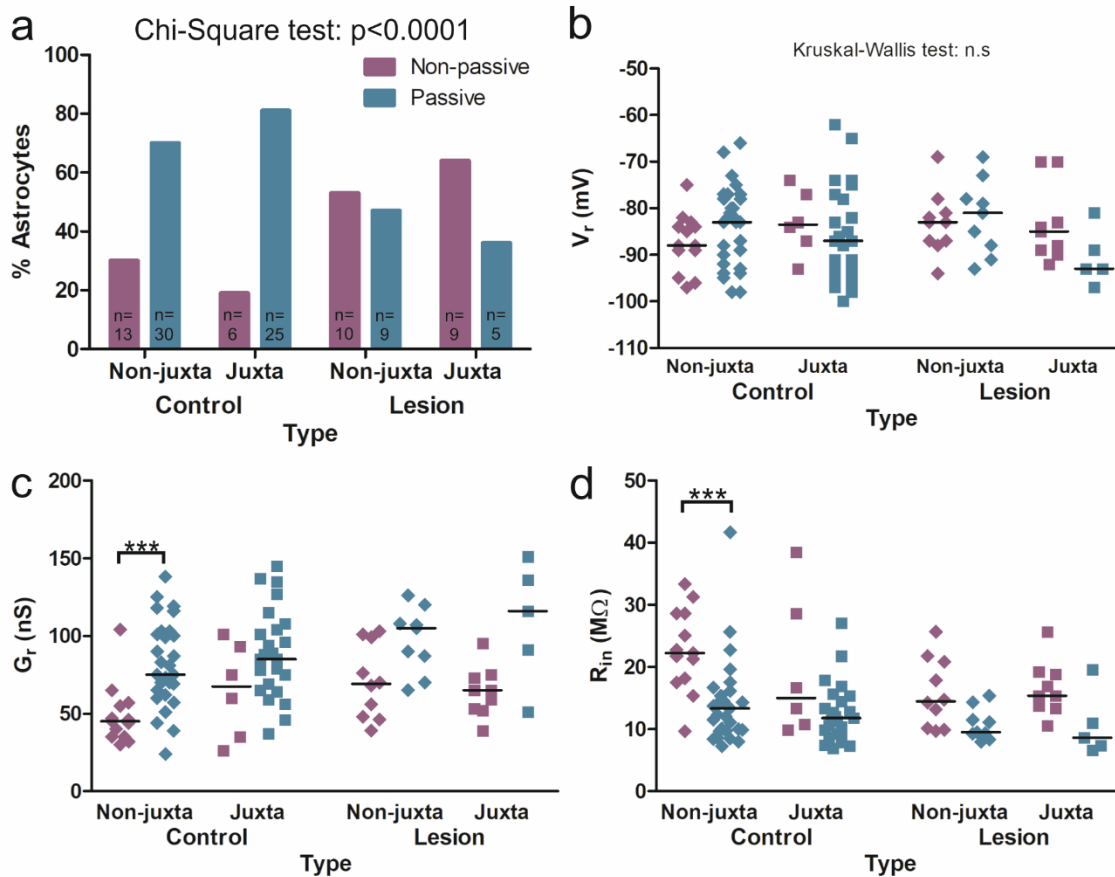 a
Chi-Square test: p<0.0001
100
80
60
40
20
0
% Astrocytes
Non-passive
Passive
n=
13
n=
30
n=
6
n=
25
n=
10
n=
9
n=
9
n=
5
Non-juxta Juxta Non-juxta Juxta
Control Lesion
Type
b
Kruskal-Wallis test: n.s
-50
-60
-70
-80
-90
-100
-110
Vr (mV)
Non-juxta Juxta Non-juxta Juxta
Control Lesion
Type
c
200
150
100
50
0
Gr (nS)
***
Non-juxta Juxta Non-juxta Juxta
Control Lesion
Type
d
50
40
30
20
10
0
Rin (MΩ)
***
Non-juxta Juxta Non-juxta Juxta
Control Lesion
Type